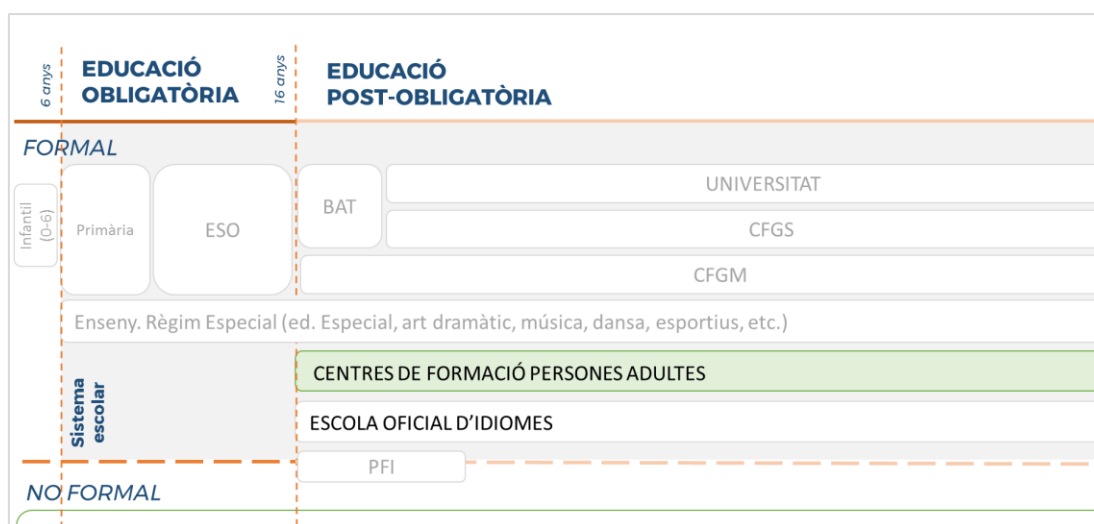 6 anys
EDUCACIÓ
OBLIGATÒRIA
16 anys
EDUCACIÓ
POST-OBLIGATÒRIA
FORMAL
Infantil
(0-6)
Primària
ESO
BAT
UNIVERSITAT
CFGS
CFGM
Enseny. Règim Especial (ed. Especial, art dramàtic, música, dansa, esportius, etc.)
Sistema
escolar
CENTRES DE FORMACIÓ PERSONES ADULTES
ESCOLA OFICIAL D'IDIOMES
PFI
NO FORMAL